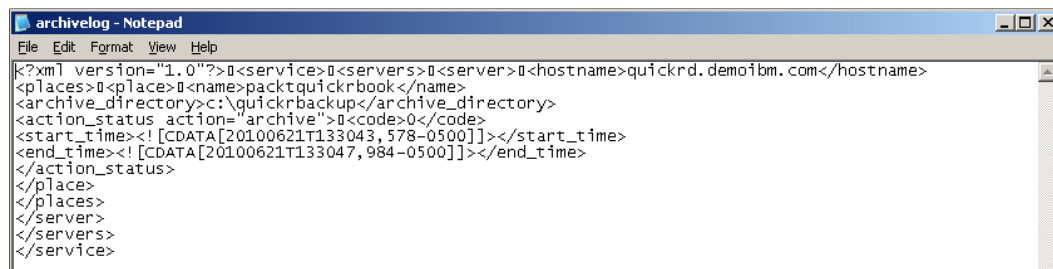 archivelog - Notepad
File Edit Format View Help
<?xml version="1.0"?>▯<service>▯<servers>▯<server>▯<hostname>quickrd.demoibm.com</hostname>
<places>▯<place>▯<name>packtquickrbook</name>
<archive_directory>c:\quickrbackup</archive_directory>
<action_status action="archive">▯<code>0</code>
<start_time><![CDATA[20100621T133043,578-0500]]></start_time>
<end_time><![CDATA[20100621T133047,984-0500]]></end_time>
</action_status>
</place>
</places>
</server>
</servers>
</service>